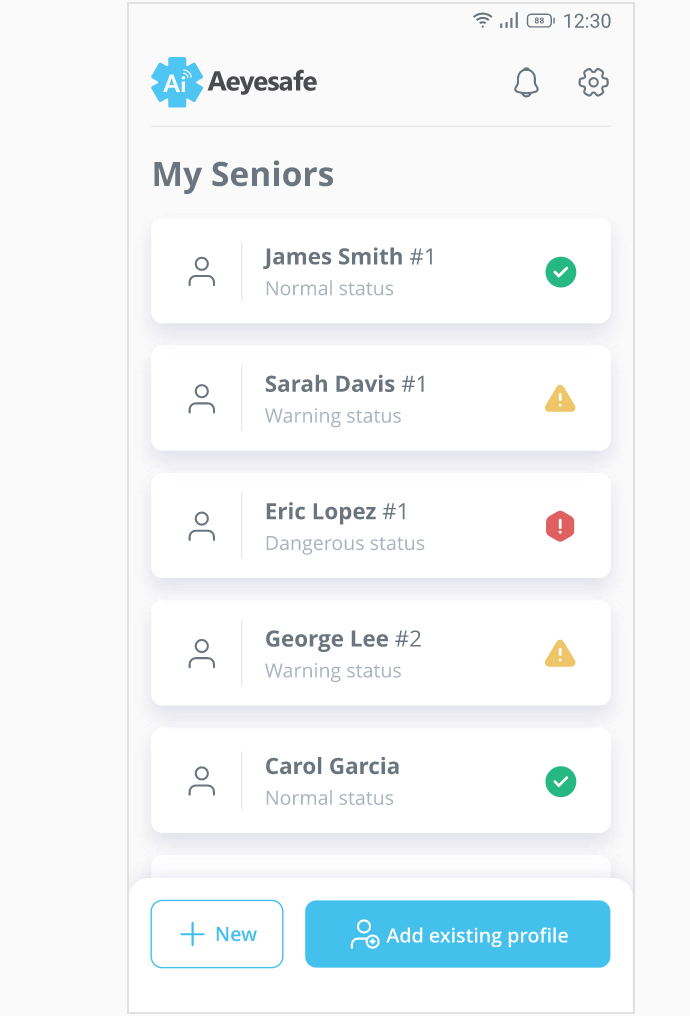 88 12:30
Ai Aeyesafe
My Seniors
James Smith #1
Normal status
Sarah Davis #1
Warning status
Eric Lopez #1
Dangerous status
George Lee #2
Warning status
Carol Garcia
Normal status
New
Add existing profile